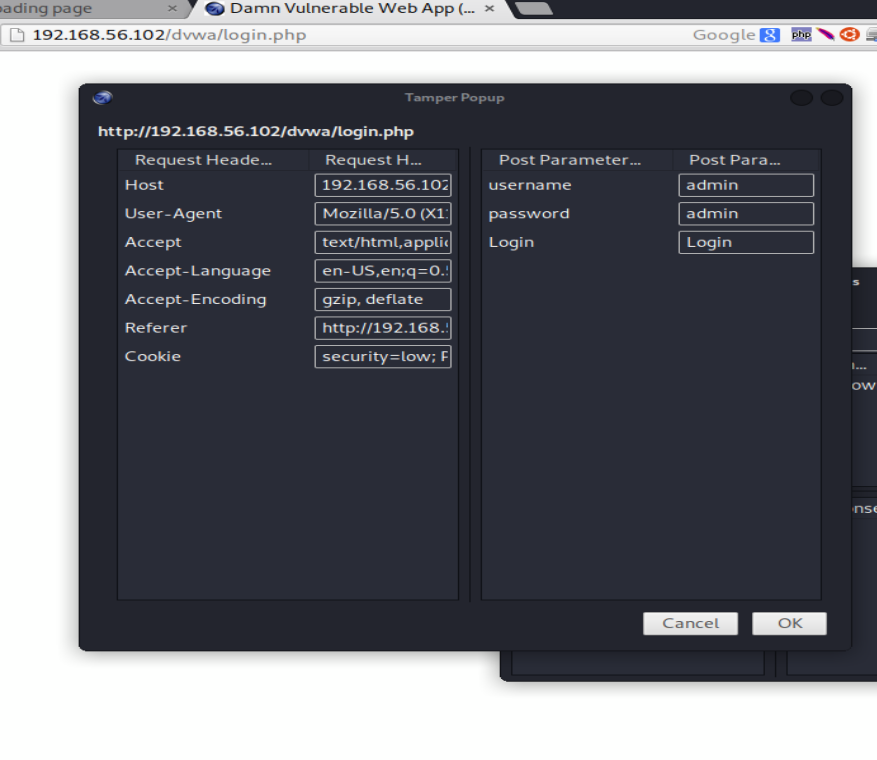 ading page × Damn Vulnerable Web App (... ×
192.168.56.102/dvwa/login.php Google 8 php
Tamper Popup
http://192.168.56.102/dvwa/login.php
Request Heade... Request H... Post Parameter... Post Para...
Host 192.168.56.102 username admin
User-Agent Mozilla/5.0 (X1 password admin
Accept text/html,applic Login Login
Accept-Language en-US,en;q=0.
Accept-Encoding gzip, deflate
Referer http://192.168.
Cookie security=low; P
s
...
ow
nse
Cancel OK